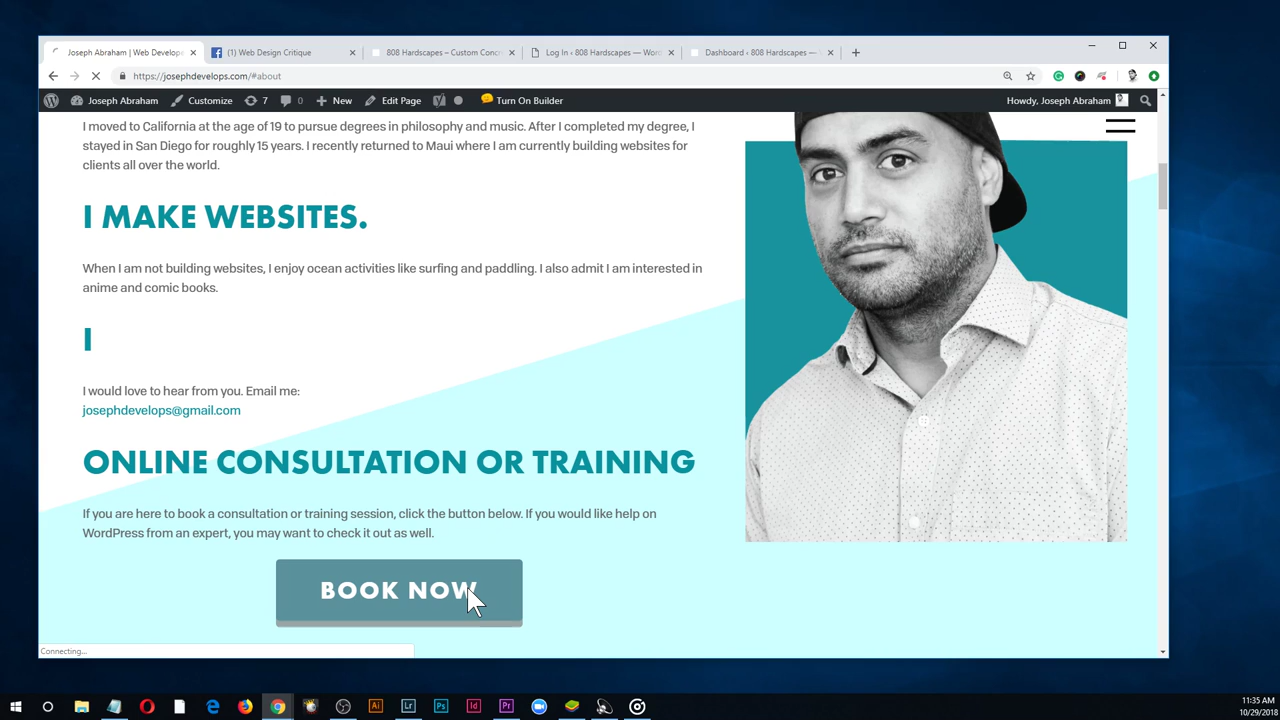 Joseph Abraham | Web Develope
(1) Web Design Critique
808 Hardscapes – Custom Concr
Log In ‹ 808 Hardscapes — Wor
Dashboard ‹ 808 Hardscapes —
https://josephdevelops.com/#about
Joseph Abraham
Customize
7
0
New
Edit Page
Turn On Builder
Howdy, Joseph Abraham
I moved to California at the age of 19 to pursue degrees in philosophy and music. After I completed my degree, I
stayed in San Diego for roughly 15 years. I recently returned to Maui where I am currently building websites for
clients all over the world.
I MAKE WEBSITES.
When I am not building websites, I enjoy ocean activities like surfing and paddling. I also admit I am interested in
anime and comic books.
I
I would love to hear from you. Email me:
josephdevelops@gmail.com
ONLINE CONSULTATION OR TRAINING
If you are here to book a consultation or training session, click the button below. If you would like help on
WordPress from an expert, you may want to check it out as well.
BOOK NOW
Connecting...
Ai
Lr
Ps
Id
Pr
11:35 AM
10/29/2018